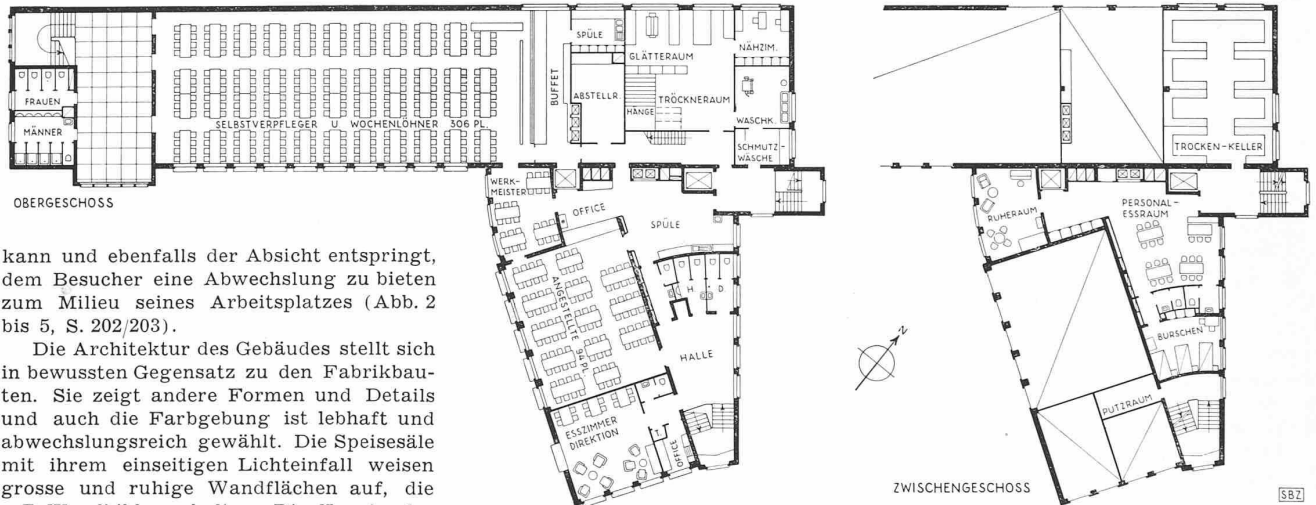 FRAUEN
MÄNNER
SELBSTVERPFLEGER U. WOCHENLÖHNER 306 PL.
BUFFET
SPÜLE
ABSTELLR.
GLÄTTERAUM
HÄNGE
TRÖCKNERAUM
NÄHZIM.
WASCHK.
SCHMUTZ-
WÄSCHE
WERK-
MEISTER
OFFICE
SPÜLE
ANGESTELLTE 94 PL.
H.
D.
HALLE
ESSZIMMER
DIREKTION
T.
OFFICE
OBERGESCHOSS
TROCKEN-KELLER
RUHERAUM
PERSONAL-
ESSRAUM
BURSCHEN
PUTZRAUM
N
ZWISCHENGESCHOSS
SBZ
kann und ebenfalls der Absicht entspringt,
dem Besucher eine Abwechslung zu bieten
zum Milieu seines Arbeitsplatzes (Abb. 2
bis 5, S. 202/203).
Die Architektur des Gebäudes stellt sich
in bewussten Gegensatz zu den Fabrikbau-
ten. Sie zeigt andere Formen und Details
und auch die Farbgebung ist lebhaft und
abwechslungsreich gewählt. Die Speisesäle
mit ihrem einseitigen Lichteinfall weisen
grosse und ruhige Wandflächen auf, die